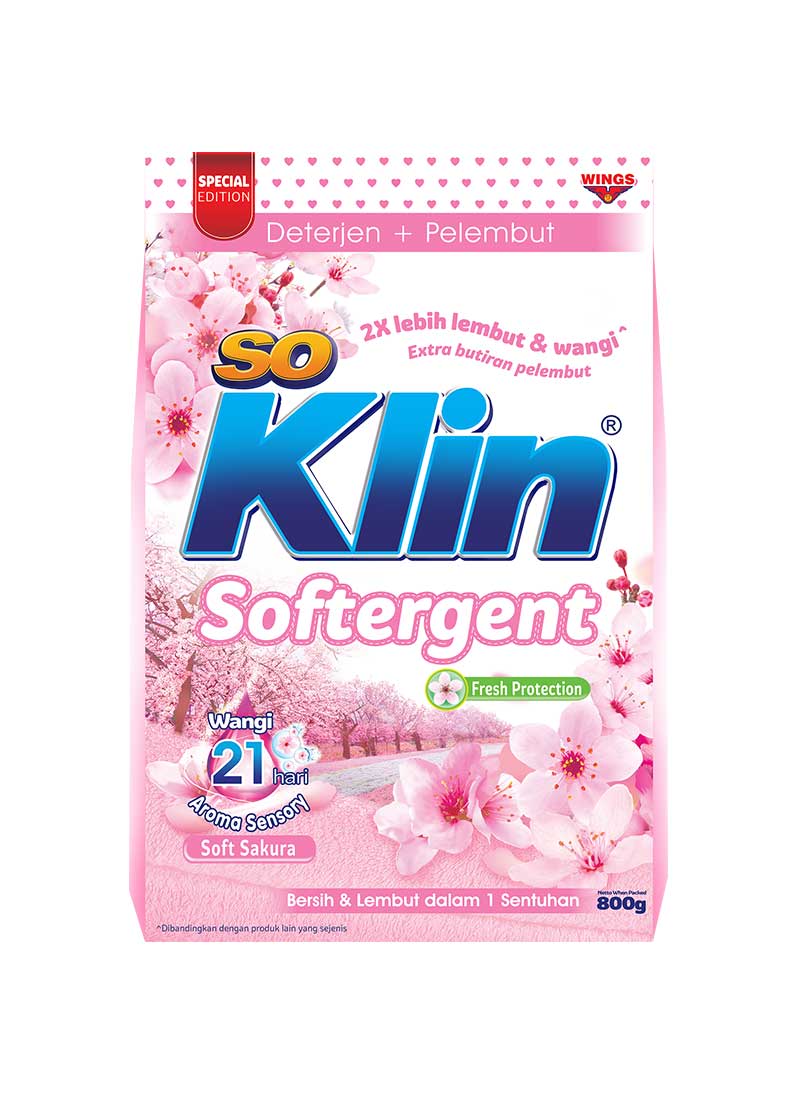 SPECIAL
EDITION
WINGS
Deterjen + Pelembut
2X lebih lembut & wangi^
Extra butiran pelembut
SO
Klin®
Softergent
Fresh Protection
Wangi
21 hari
Aroma Sensory
Soft Sakura
Bersih & Lembut dalam 1 Sentuhan
Netto When Packed
800g
^Dibandingkan dengan produk lain yang sejenis